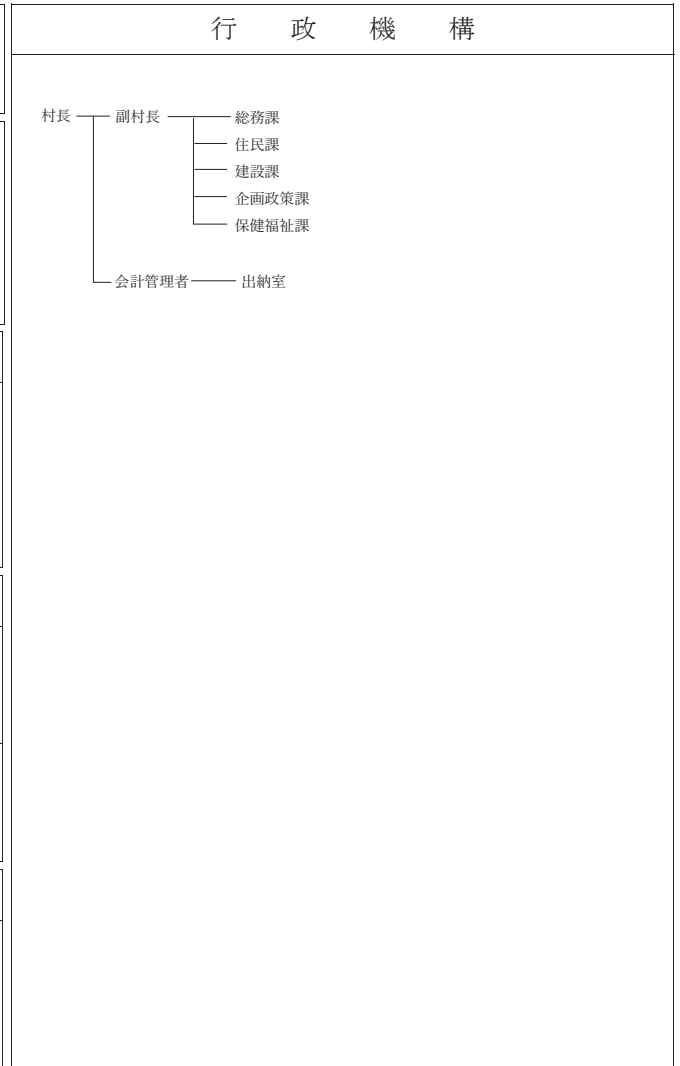 行政機構
村長 副村長 総務課
住民課
建設課
企画政策課
保健福祉課
会計管理者 出納室